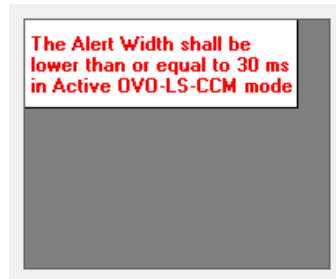 The Alert Width shall be
lower than or equal to 30 ms
in Active OVO-LS-CCM mode